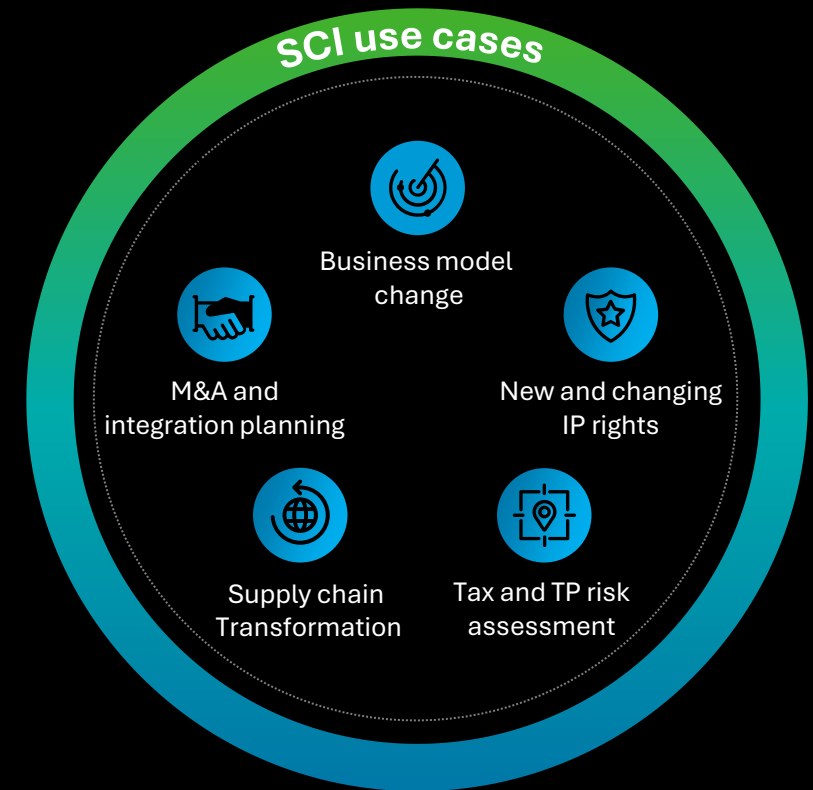 SCI use cases
Business model
change
M&A and
integration planning
New and changing
IP rights
Supply chain
Transformation
Tax and TP risk
assessment